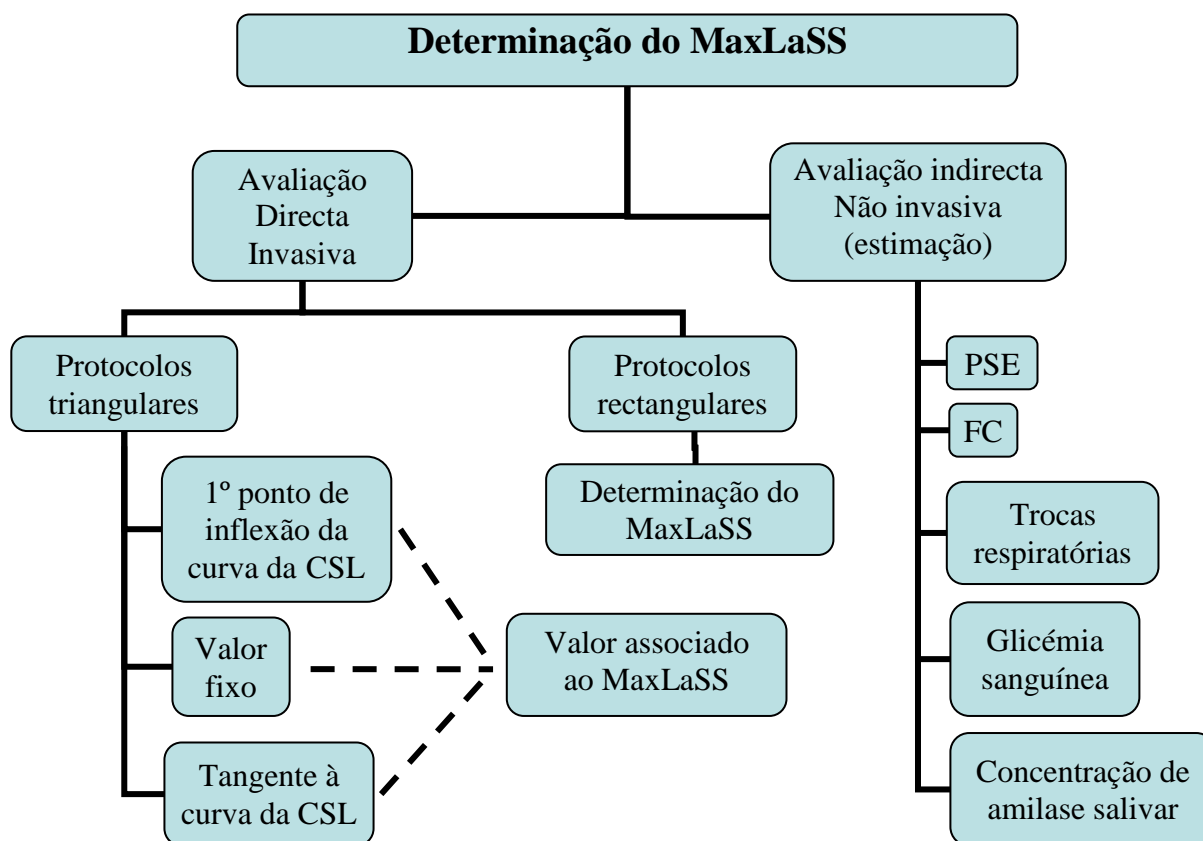 Determinação do MaxLaSS
Avaliação
Directa
Invasiva
Avaliação indirecta
Não invasiva
(estimação)
Protocolos
triangulares
Protocolos
rectangulares
PSE
FC
1º ponto de
inflexão da
curva da CSL
Determinação do
MaxLaSS
Trocas
respiratórias
Valor
fixo
Valor associado
ao MaxLaSS
Glicémia
sanguínea
Tangente à
curva da CSL
Concentração de
amilase salivar